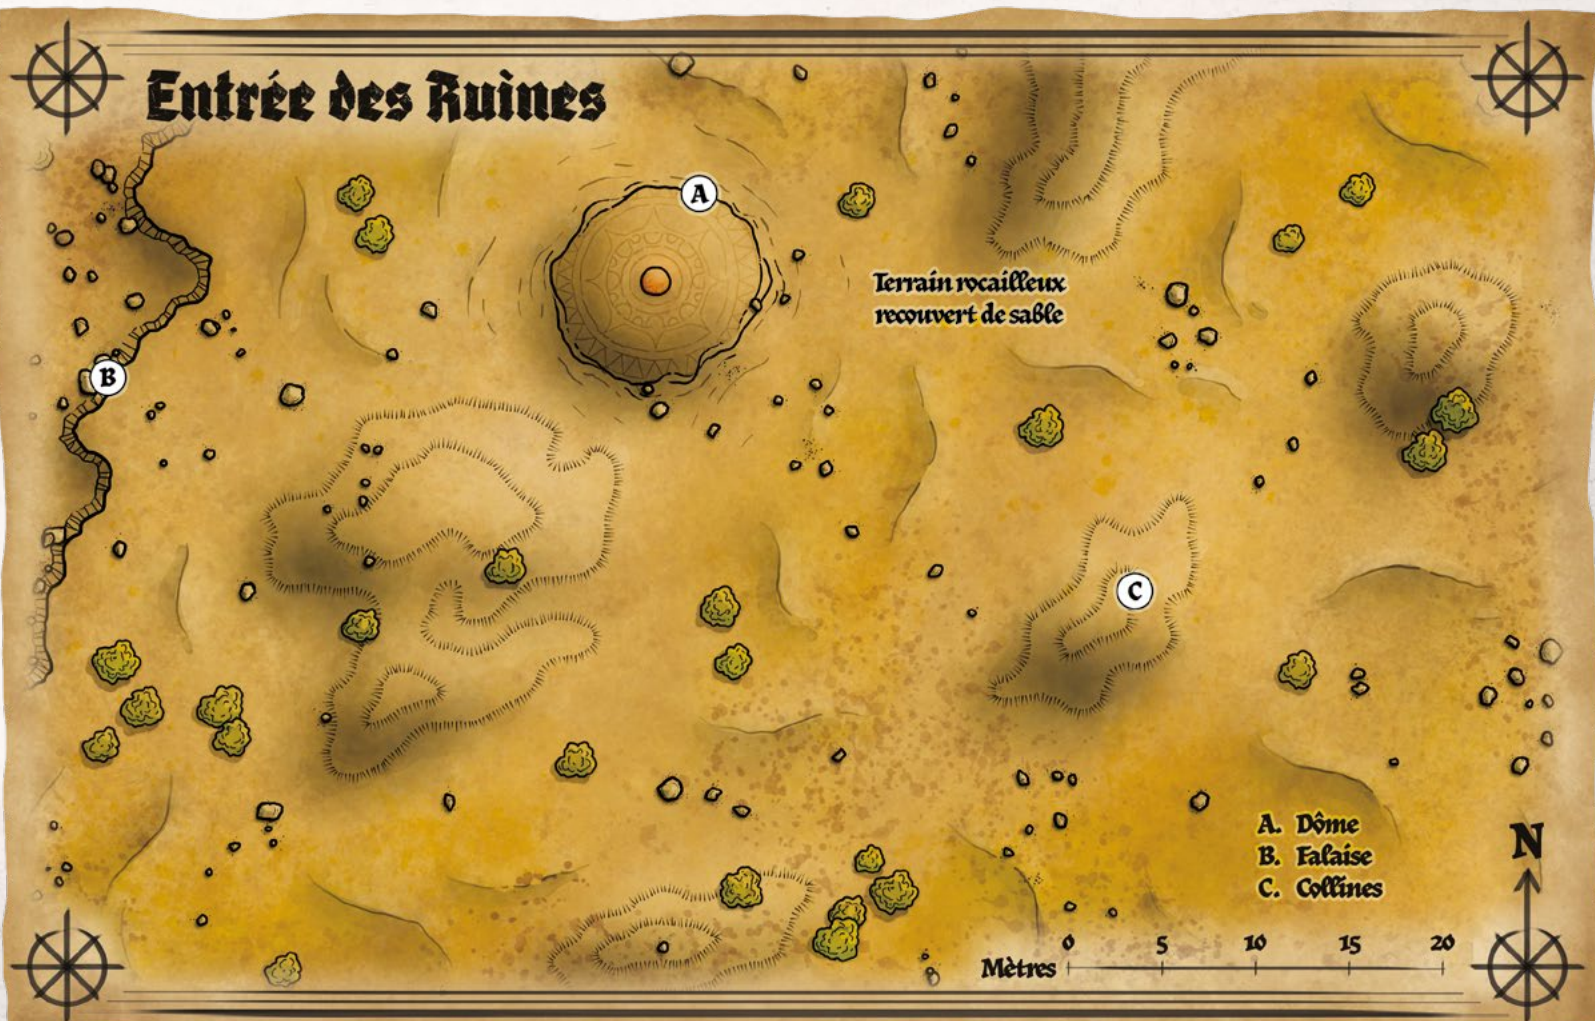 Entrée des Ruines
A
Terrain rocailleux
recouvert de sable
B
C
A. Dôme
B. Falaise
C. Collines
N
0 5 10 15 20
Mètres